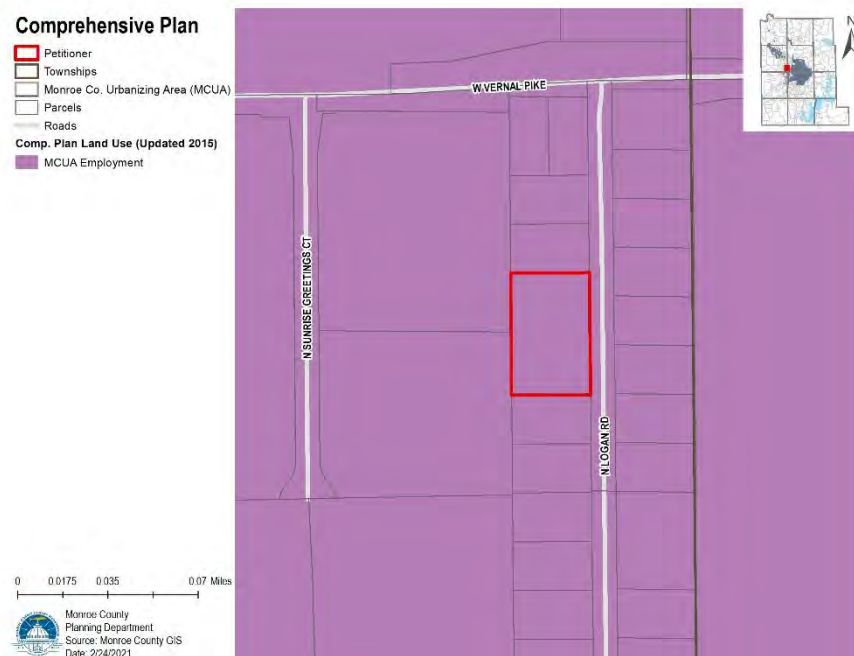 Comprehensive Plan
Petitioner
Townships
Monroe Co. Urbanizing Area (MCUA)
Parcels
Roads
Comp. Plan Land Use (Updated 2015)
MCUA Employment
W VERNAL PIKE
N SUNRISE GREETINGS CT
N LOGAN RD
N
0 0.0175 0.035 0.07 Miles
Monroe County
Planning Department
Source: Monroe County GIS
Date: 2/24/2021